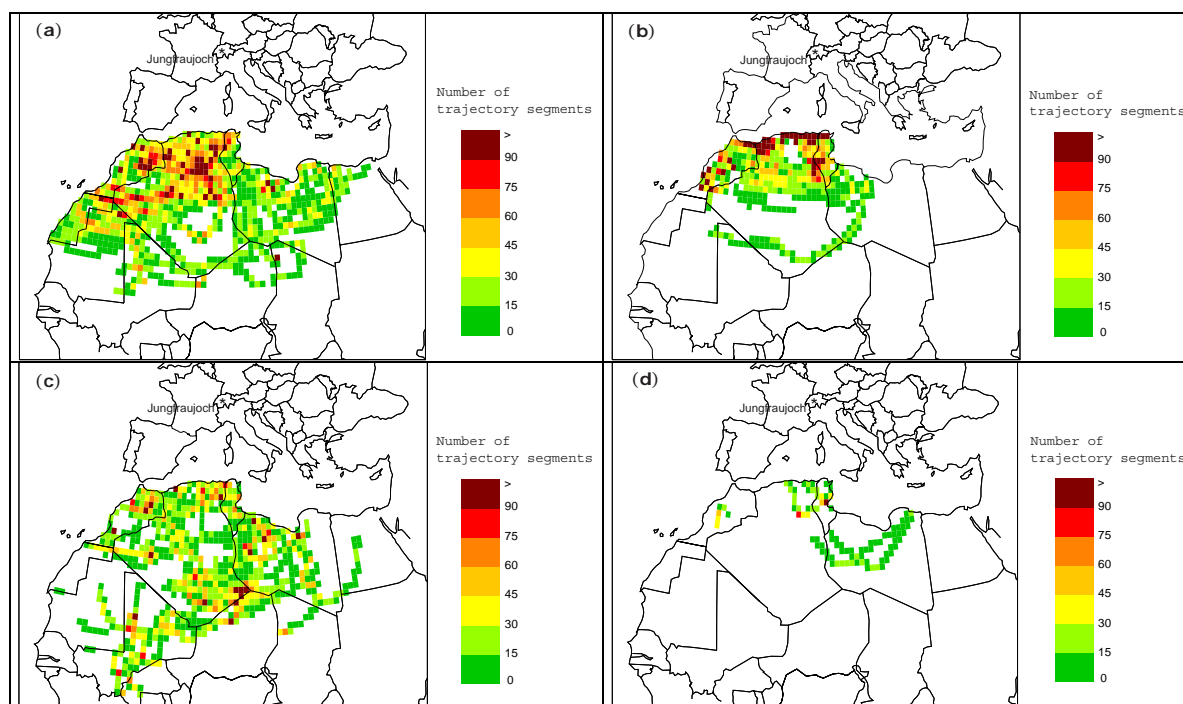 (a)
Jungfraujoch
*
Number of
trajectory segments
>
90
75
60
45
30
15
0
(b)
Jungfraujoch
*
Number of
trajectory segments
>
90
75
60
45
30
15
0
(c)
Jungfraujoch
*
Number of
trajectory segments
>
90
75
60
45
30
15
0
(d)
Jungfraujoch
*
Number of
trajectory segments
>
90
75
60
45
30
15
0